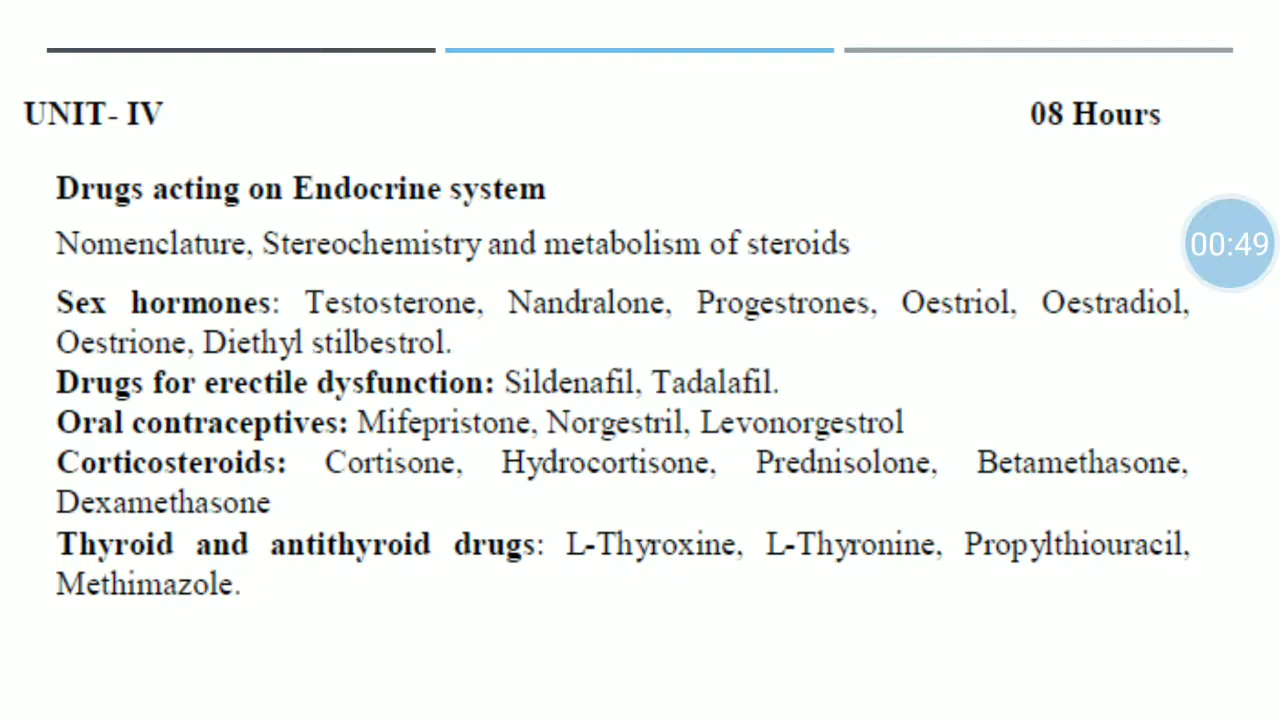 UNIT- IV 08 Hours
Drugs acting on Endocrine system
Nomenclature, Stereochemistry and metabolism of steroids
00:49
Sex hormones: Testosterone, Nandralone, Progestrones, Oestriol, Oestradiol,
Oestrione, Diethyl stilbestrol.
Drugs for erectile dysfunction: Sildenafil, Tadalafil.
Oral contraceptives: Mifepristone, Norgestril, Levonorgestrol
Corticosteroids: Cortisone, Hydrocortisone, Prednisolone, Betamethasone,
Dexamethasone
Thyroid and antithyroid drugs: L-Thyroxine, L-Thyronine, Propylthiouracil,
Methimazole.